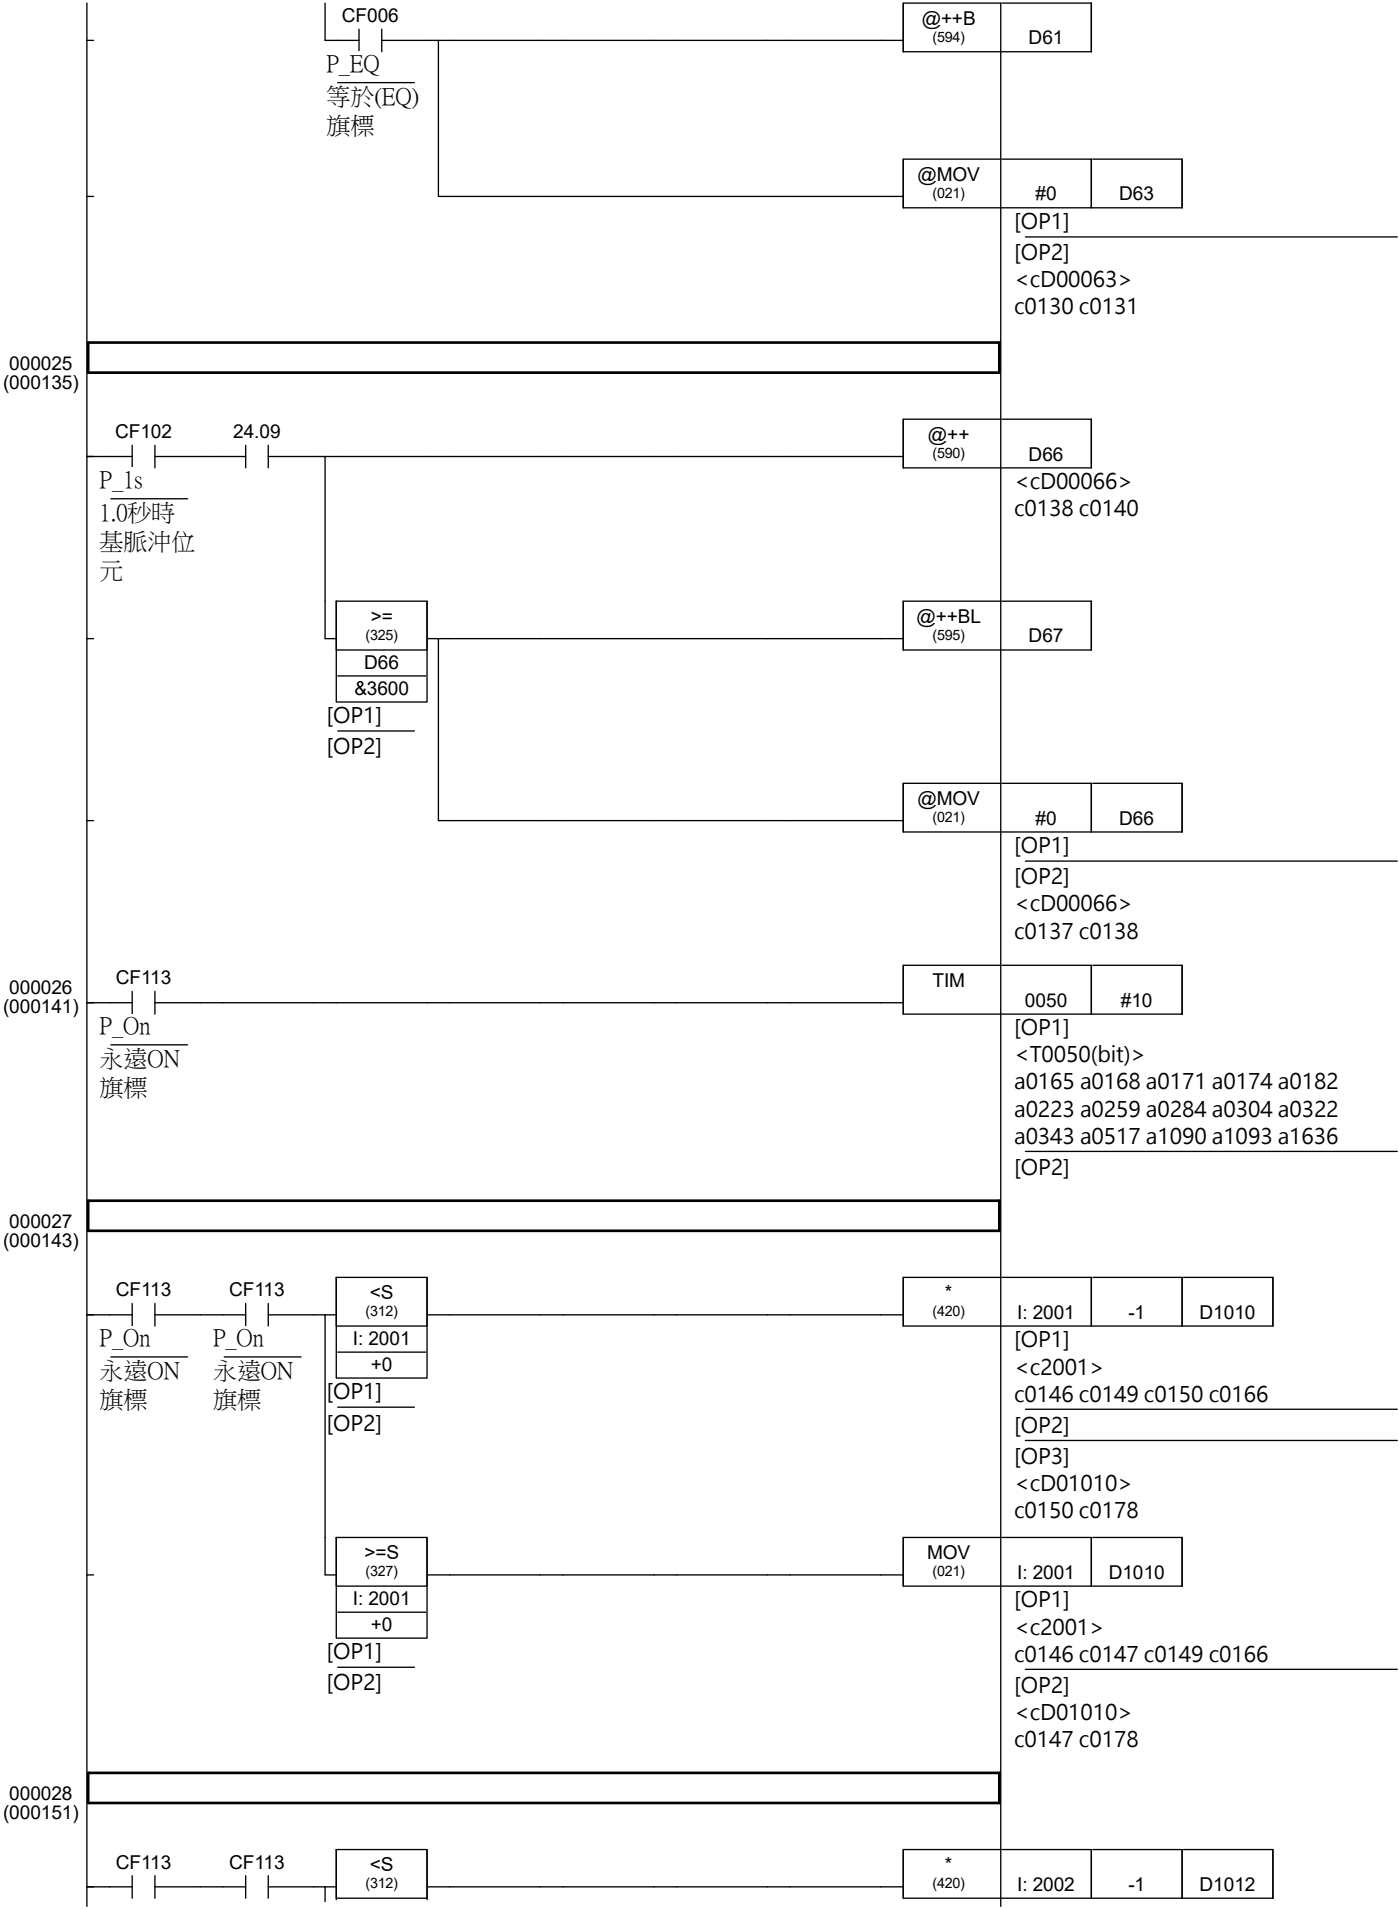 CF006
@++B
(594)
D61
P_EQ
等於(EQ)
旗標
@MOV
(021)
#0
D63
[OP1]
[OP2]
<cD00063>
c0130 c0131
000025
(000135)
CF102
24.09
@++
(590)
D66
P_1s
1.0秒時
基脈沖位
元
<cD00066>
c0138 c0140
>=
(325)
D66
&3600
[OP1]
[OP2]
@++BL
(595)
D67
@MOV
(021)
#0
D66
[OP1]
[OP2]
<cD00066>
c0137 c0138
000026
(000141)
CF113
P_On
永遠ON
旗標
TIM
0050
#10
[OP1]
<T0050(bit)>
a0165 a0168 a0171 a0174 a0182
a0223 a0259 a0284 a0304 a0322
a0343 a0517 a1090 a1093 a1636
[OP2]
000027
(000143)
CF113
P_On
永遠ON
旗標
CF113
P_On
永遠ON
旗標
<S
(312)
I: 2001
+0
[OP1]
[OP2]
*
(420)
I: 2001
-1
D1010
[OP1]
<c2001>
c0146 c0149 c0150 c0166
[OP2]
[OP3]
<cD01010>
c0150 c0178
>=S
(327)
I: 2001
+0
[OP1]
[OP2]
MOV
(021)
I: 2001
D1010
[OP1]
<c2001>
c0146 c0147 c0149 c0166
[OP2]
<cD01010>
c0147 c0178
000028
(000151)
CF113
CF113
<S
(312)
*
(420)
I: 2002
-1
D1012